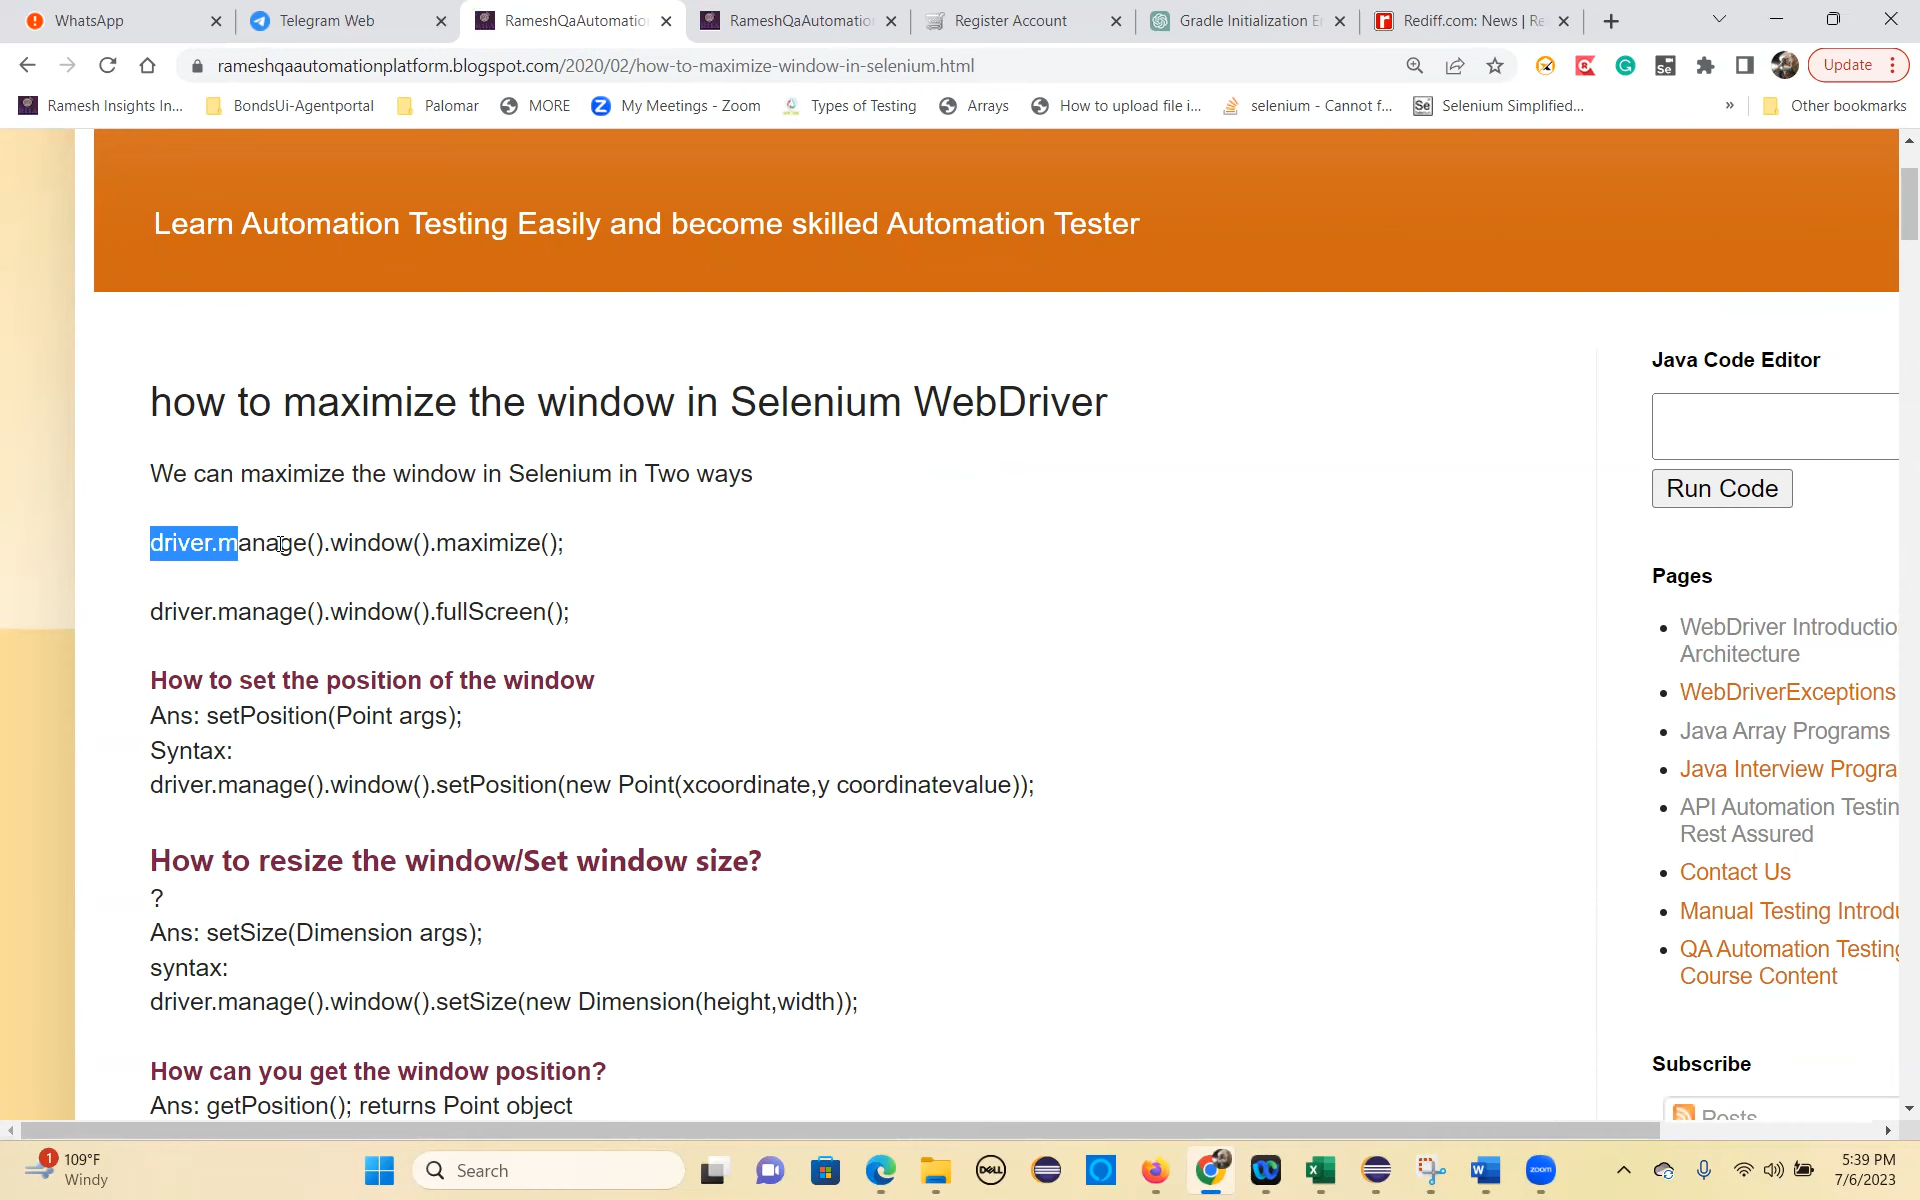 WhatsApp
Telegram Web
RameshQaAutomatio
RameshQaAutomatio
Register Account
Gradle Initialization E
Rediff.com: News | Re
rameshqaautomationplatform.blogspot.com/2020/02/how-to-maximize-window-in-selenium.html
Update
Ramesh Insights In...
BondsUi-Agentportal
Palomar
MORE
My Meetings - Zoom
Types of Testing
Arrays
How to upload file i...
selenium - Cannot f...
Selenium Simplified...
»
Other bookmarks
Learn Automation Testing Easily and become skilled Automation Tester
how to maximize the window in Selenium WebDriver
We can maximize the window in Selenium in Two ways
driver.manage().window().maximize();
driver.manage().window().fullScreen();
How to set the position of the window
Ans: setPosition(Point args);
Syntax:
driver.manage().window().setPosition(new Point(xcoordinate,y coordinatevalue));
How to resize the window/Set window size?
?
Ans: setSize(Dimension args);
syntax:
driver.manage().window().setSize(new Dimension(height,width));
How can you get the window position?
Ans: getPosition(); returns Point object
Java Code Editor
Run Code
Pages
WebDriver Introductio
Architecture
WebDriverExceptions
Java Array Programs
Java Interview Progra
API Automation Testin
Rest Assured
Contact Us
Manual Testing Introdu
QA Automation Testing
Course Content
Subscribe
Posts
1
109°F
Windy
Search
DELL
zoom
5:39 PM
7/6/2023